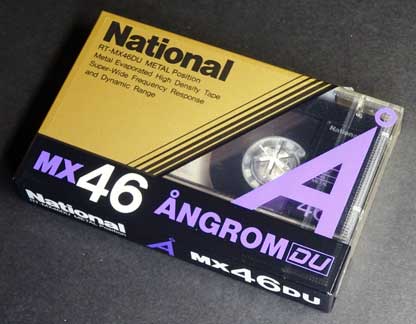 National
RT-MX46DU METAL Position
Metal Evaporated High Density Tape
Super-Wide Frequency Response
and Dynamic Range
National
Å
MX46 ÅNGROM DU
National
Å
MX46DU